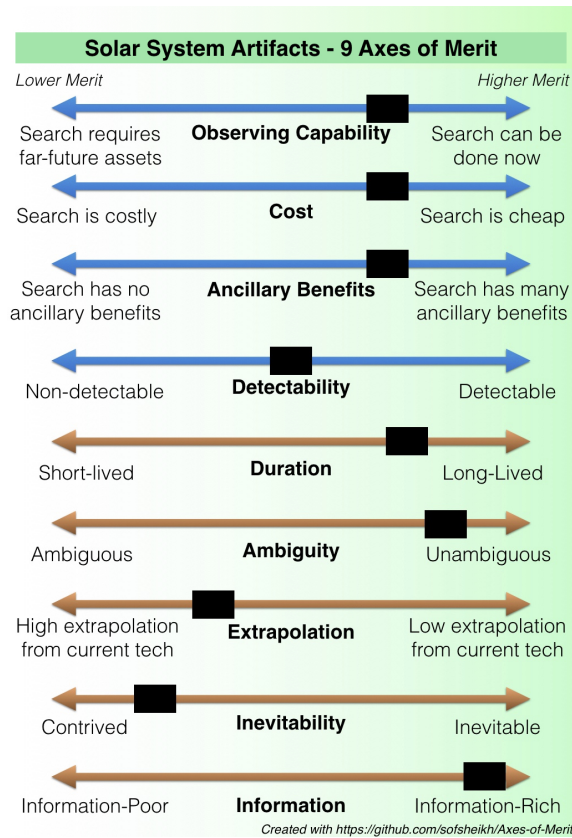 Solar System Artifacts - 9 Axes of Merit
Lower Merit
Higher Merit
Search requires
far-future assets
Observing Capability
Search can be
done now
Search is costly
Cost
Search is cheap
Search has no
ancillary benefits
Ancillary Benefits
Search has many
ancillary benefits
Non-detectable
Detectability
Detectable
Short-lived
Duration
Long-Lived
Ambiguous
Ambiguity
Unambiguous
High extrapolation
from current tech
Extrapolation
Low extrapolation
from current tech
Contrived
Inevitability
Inevitable
Information-Poor
Information
Information-Rich
Created with https://github.com/sofsheikh/Axes-of-Merit